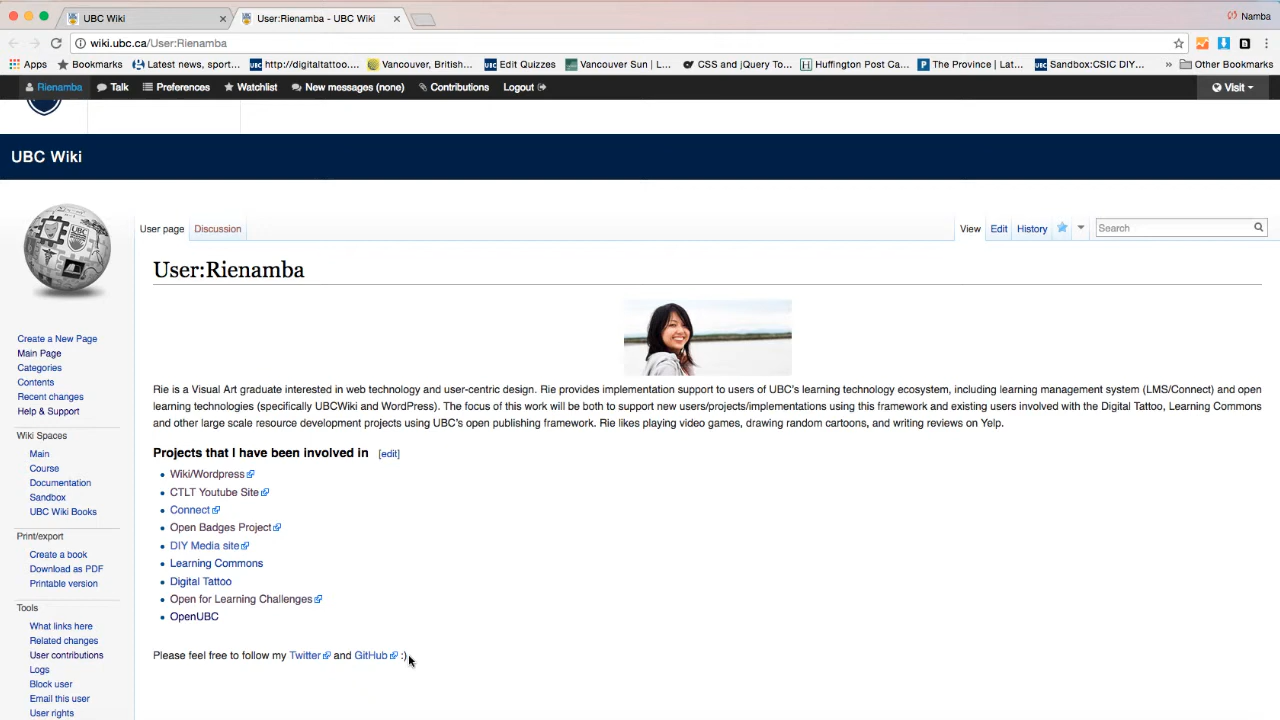 UBC Wiki
User:Rienamba - UBC Wiki
Namba
wiki.ubc.ca/User:Rienamba
Apps Bookmarks Latest news, sport... http://digitaltattoo.... Vancouver, British... UBC Edit Quizzes Vancouver Sun | L... CSS and jQuery To... H Huffington Post Ca... P The Province | Lat... UBC Sandbox:CSIC DIY... » Other Bookmarks
Rienamba Talk Preferences Watchlist New messages (none) Contributions Logout Visit
UBC Wiki
User page Discussion View Edit History Search
User:Rienamba
Rie is a Visual Art graduate interested in web technology and user-centric design. Rie provides implementation support to users of UBC's learning technology ecosystem, including learning management system (LMS/Connect) and open
learning technologies (specifically UBCWiki and WordPress). The focus of this work will be both to support new users/projects/implementations using this framework and existing users involved with the Digital Tattoo, Learning Commons
and other large scale resource development projects using UBC's open publishing framework. Rie likes playing video games, drawing random cartoons, and writing reviews on Yelp.
Projects that I have been involved in [edit]
• Wiki/Wordpress
• CTLT Youtube Site
• Connect
• Open Badges Project
• DIY Media site
• Learning Commons
• Digital Tattoo
• Open for Learning Challenges
• OpenUBC
Please feel free to follow my Twitter and GitHub :)
Create a New Page
Main Page
Categories
Contents
Recent changes
Help & Support
Wiki Spaces
Main
Course
Documentation
Sandbox
UBC Wiki Books
Print/export
Create a book
Download as PDF
Printable version
Tools
What links here
Related changes
User contributions
Logs
Block user
Email this user
User rights